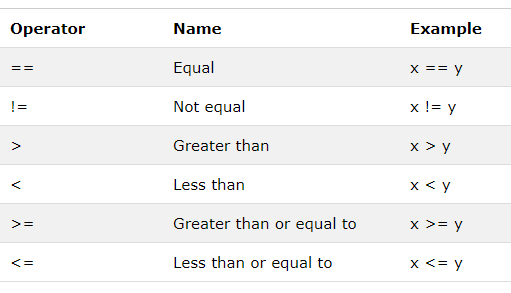 Operator Name Example
== Equal x == y
!= Not equal x != y
> Greater than x > y
< Less than x < y
>= Greater than or equal to x >= y
<= Less than or equal to x <= y